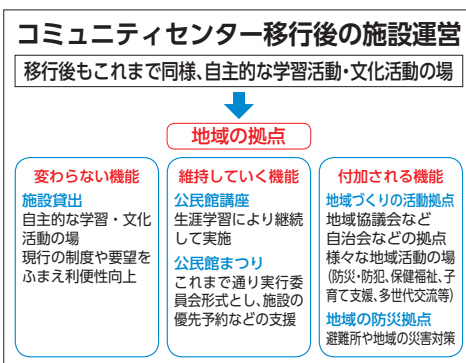 コミュニティセンター移行後の施設運営
移行後もこれまで同様、自主的な学習活動・文化活動の場
地域の拠点
変わらない機能
施設貸出
自主的な学習・文化
活動の場
現行の制度や要望を
ふまえ利便性向上
維持していく機能
公民館講座
生涯学習により継続
して実施
公民館まつり
これまで通り実行委
員会形式とし、施設の
優先予約などの支援
付加される機能
地域づくりの活動拠点
地域協議会など
自治会などの拠点
様々な地域活動の場
(防災・防犯、保健福祉、子
育て支援、多世代交流等)
地域の防災拠点
避難所や地域の災害対策